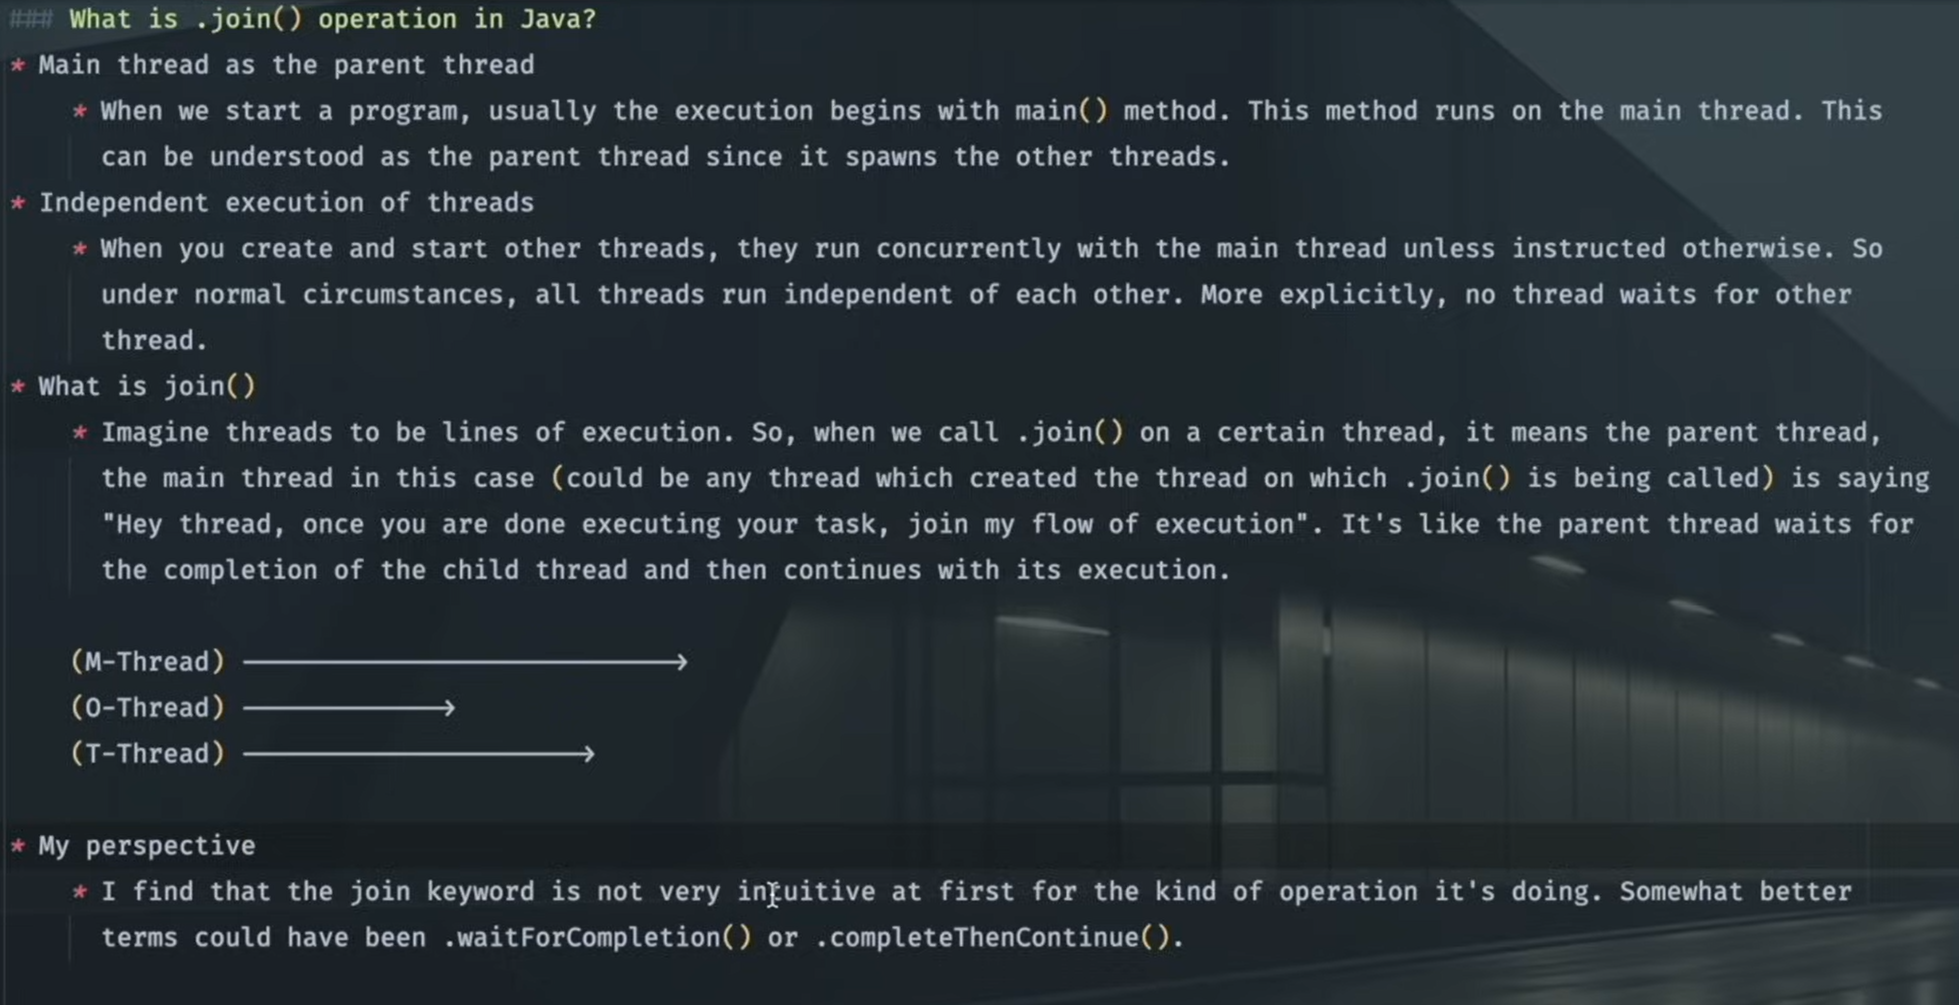 ### What is .join() operation in Java?
* Main thread as the parent thread
* When we start a program, usually the execution begins with main() method. This method runs on the main thread. This
can be understood as the parent thread since it spawns the other threads.
* Independent execution of threads
* When you create and start other threads, they run concurrently with the main thread unless instructed otherwise. So
under normal circumstances, all threads run independent of each other. More explicitly, no thread waits for other
thread.
* What is join()
* Imagine threads to be lines of execution. So, when we call .join() on a certain thread, it means the parent thread,
the main thread in this case (could be any thread which created the thread on which .join() is being called) is saying
"Hey thread, once you are done executing your task, join my flow of execution". It's like the parent thread waits for
the completion of the child thread and then continues with its execution.
(M-Thread)
(O-Thread)
(T-Thread)
* My perspective
* I find that the join keyword is not very intuitive at first for the kind of operation it's doing. Somewhat better
terms could have been .waitForCompletion() or .completeThenContinue().